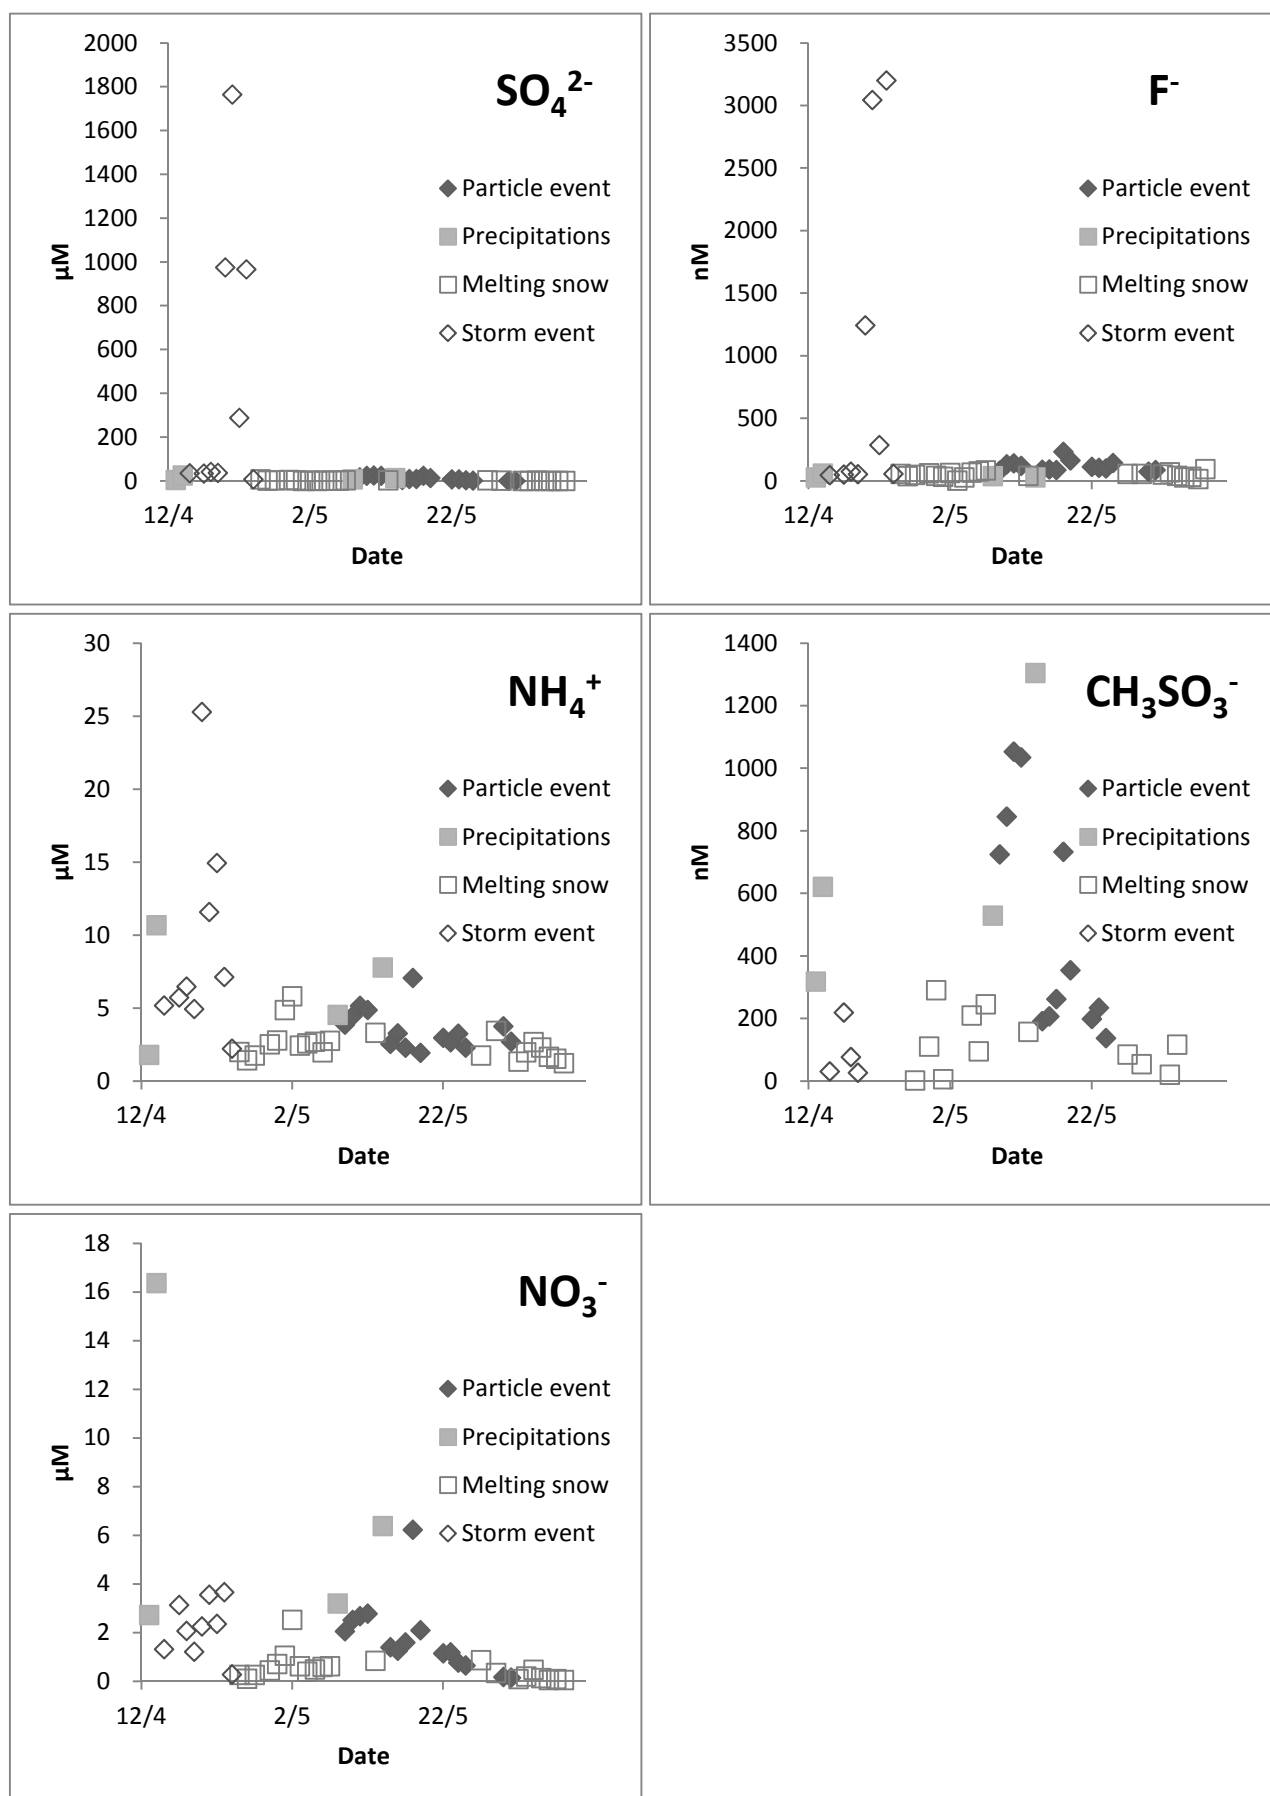 SO₄²⁻
2000
1800
1600
1400
1200
1000
800
600
400
200
0
µM
12/4 2/5 22/5
Date
Particle event
Precipitations
Melting snow
Storm event
F⁻
3500
3000
2500
2000
1500
1000
500
0
nM
12/4 2/5 22/5
Date
Particle event
Precipitations
Melting snow
Storm event
NH₄⁺
30
25
20
15
10
5
0
µM
12/4 2/5 22/5
Date
Particle event
Precipitations
Melting snow
Storm event
CH₃SO₃⁻
1400
1200
1000
800
600
400
200
0
nM
12/4 2/5 22/5
Date
Particle event
Precipitations
Melting snow
Storm event
NO₃⁻
18
16
14
12
10
8
6
4
2
0
µM
12/4 2/5 22/5
Date
Particle event
Precipitations
Melting snow
Storm event